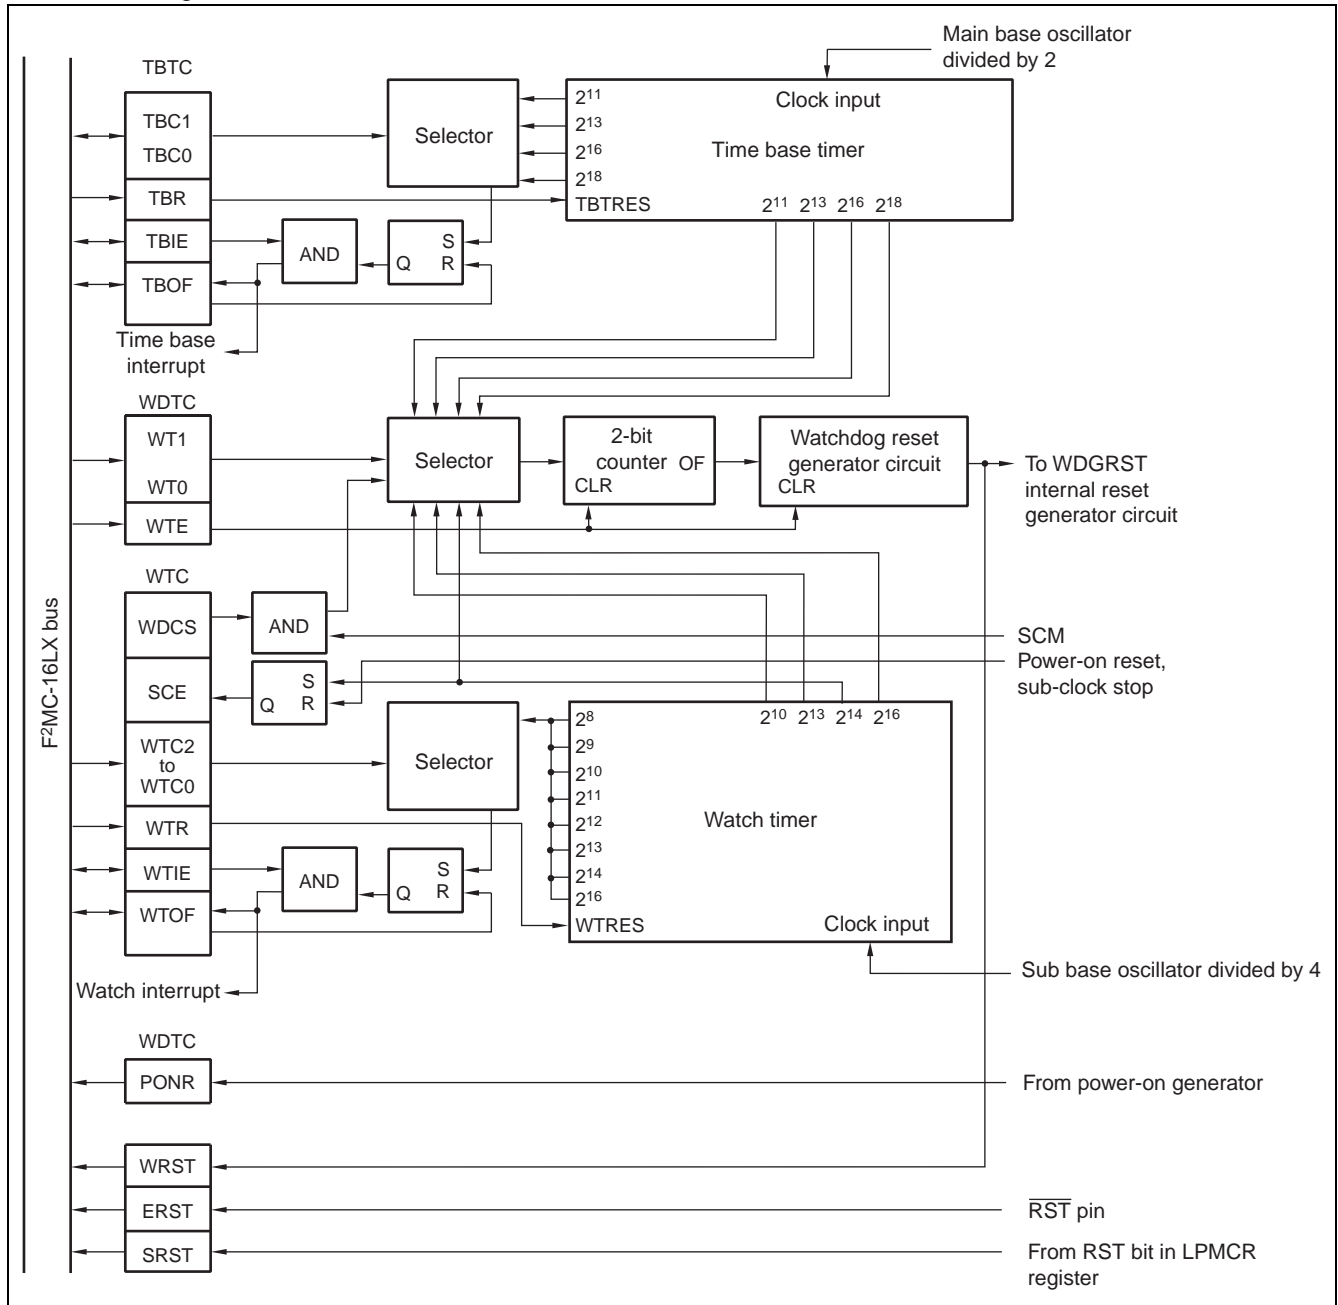 Main base oscillator
divided by 2
TBTC
TBC1
TBC0
TBR
TBIE
TBOF
Selector
2¹¹
2¹³
2¹⁶
2¹⁸
TBTRES
Clock input
Time base timer
2¹¹ 2¹³ 2¹⁶ 2¹⁸
AND
S
Q R
Time base
interrupt
WDTC
WT1
WT0
WTE
Selector
2-bit
counter OF
CLR
Watchdog reset
generator circuit
CLR
To WDGRST
internal reset
generator circuit
WTC
WDCS
SCE
WTC2
to
WTC0
WTR
WTIE
WTOF
AND
SCM
Power-on reset,
sub-clock stop
S
Q R
Selector
2⁸
2⁹
2¹⁰
2¹¹
2¹²
2¹³
2¹⁴
2¹⁶
WTRES
2¹⁰ 2¹³ 2¹⁴ 2¹⁶
Watch timer
Clock input
AND
S
Q R
Sub base oscillator divided by 4
Watch interrupt
F²MC-16LX bus
WDTC
PONR
From power-on generator
WRST
ERST
RST pin
SRST
From RST bit in LPMCR
register